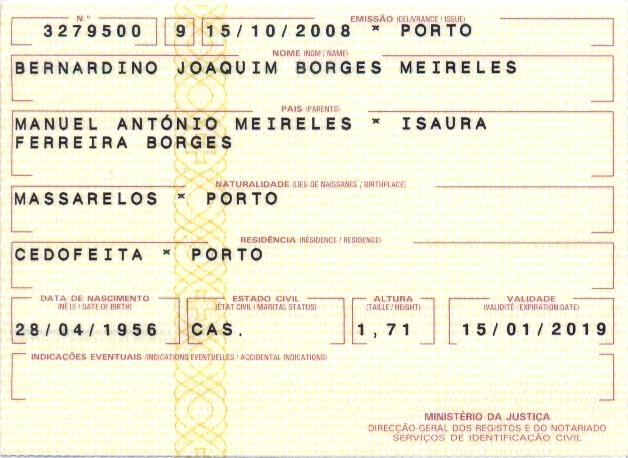 N.º EMISSÃO (DELIVRANCE / ISSUE)
3279500 9 15/10/2008 * PORTO
NOME (NOM / NAME)
BERNARDINO JOAQUIM BORGES MEIRELES
PAIS (PARENTS)
MANUEL ANTÓNIO MEIRELES * ISAURA
FERREIRA BORGES
NATURALIDADE (LIEU DE NAISSANCE / BIRTHPLACE)
MASSARELOS * PORTO
RESIDÊNCIA (RÉSIDENCE / RESIDENCE)
CEDOFEITA * PORTO
DATA DE NASCIMENTO ESTADO CIVIL ALTURA VALIDADE
(NÉ LE / DATE OF BIRTH) (ÉTAT CIVIL / MARITAL STATUS) (TAILLE / HEIGHT) (VALIDITÉ - EXPIRATION DATE)
28/04/1956 CAS. 1,71 15/01/2019
INDICAÇÕES EVENTUAIS (INDICATIONS EVENTUELLES / ACCIDENTAL INDICATIONS)
MINISTÉRIO DA JUSTIÇA
DIRECÇÃO-GERAL DOS REGISTOS E DO NOTARIADO
SERVIÇOS DE IDENTIFICAÇÃO CIVIL